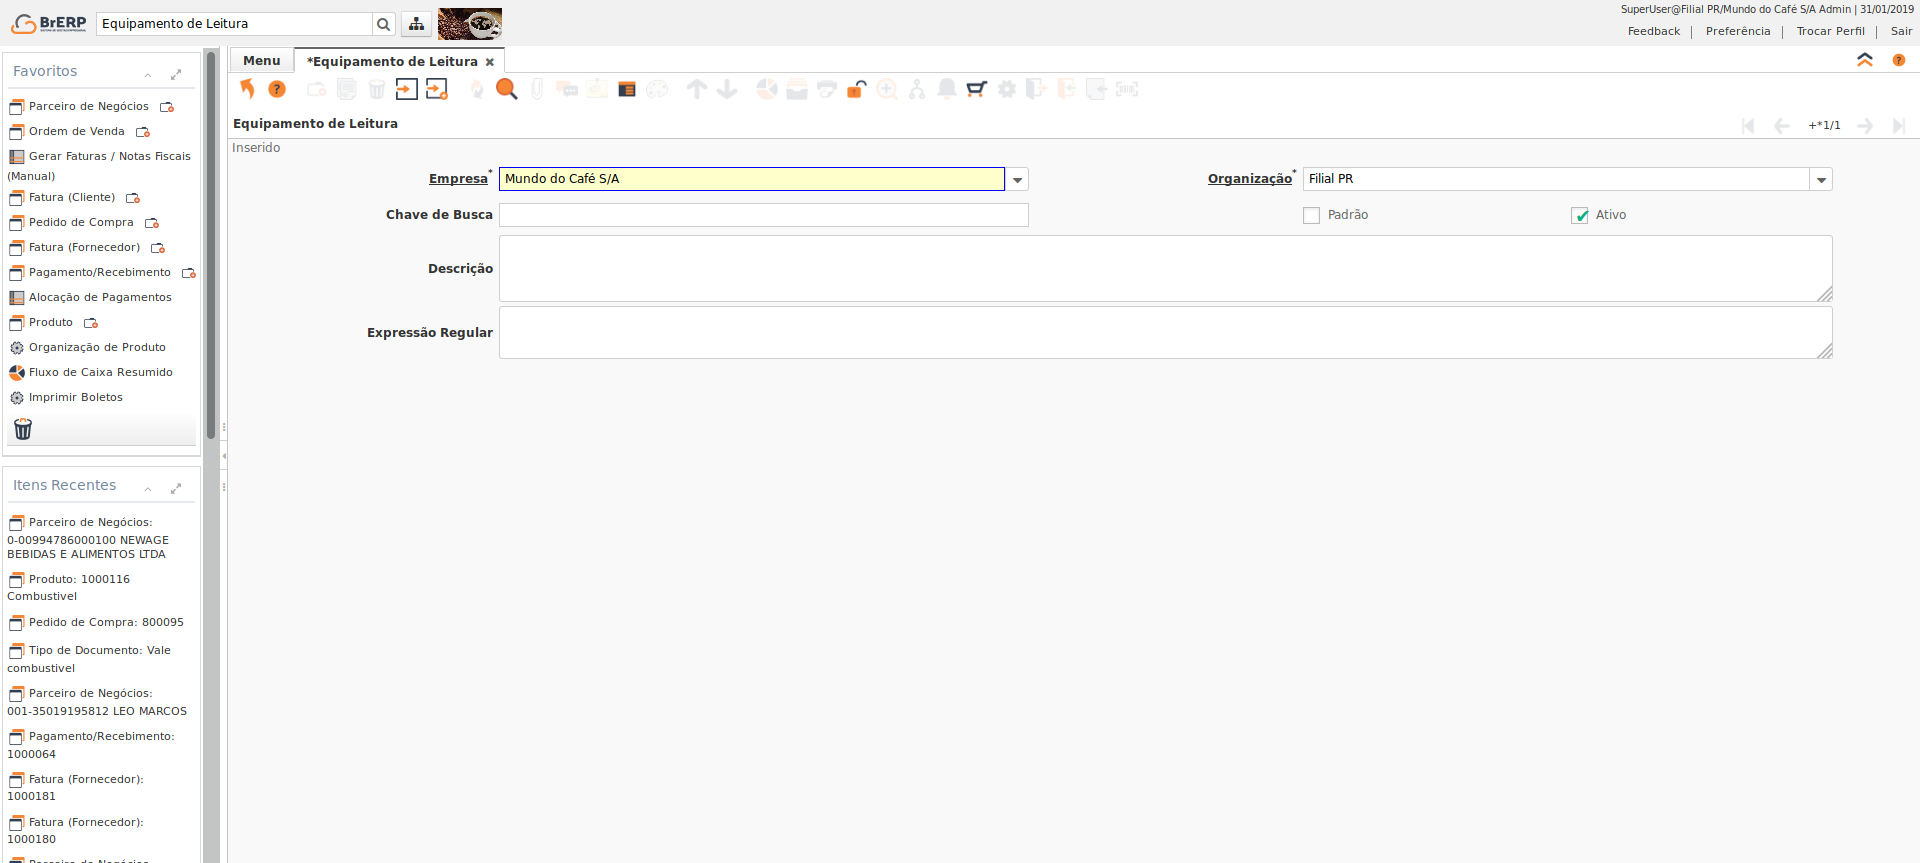 BrERP
Equipamento de Leitura
SuperUser@Filial PR/Mundo do Café S/A Admin | 31/01/2019
Feedback | Preferência | Trocar Perfil | Sair
Favoritos
Parceiro de Negócios
Ordem de Venda
Gerar Faturas / Notas Fiscais
(Manual)
Fatura (Cliente)
Pedido de Compra
Fatura (Fornecedor)
Pagamento/Recebimento
Alocação de Pagamentos
Produto
Organização de Produto
Fluxo de Caixa Resumido
Imprimir Boletos
Itens Recentes
Parceiro de Negócios:
0-00994786000100 NEWAGE
BEBIDAS E ALIMENTOS LTDA
Produto: 1000116
Combustivel
Pedido de Compra: 800095
Tipo de Documento: Vale
combustivel
Parceiro de Negócios:
001-35019195812 LEO MARCOS
Pagamento/Recebimento:
1000064
Fatura (Fornecedor):
1000181
Fatura (Fornecedor):
1000180
Menu
*Equipamento de Leitura
Equipamento de Leitura
+*1/1
Inserido
Empresa* Mundo do Café S/A
Organização* Filial PR
Chave de Busca
Padrão
Ativo
Descrição
Expressão Regular